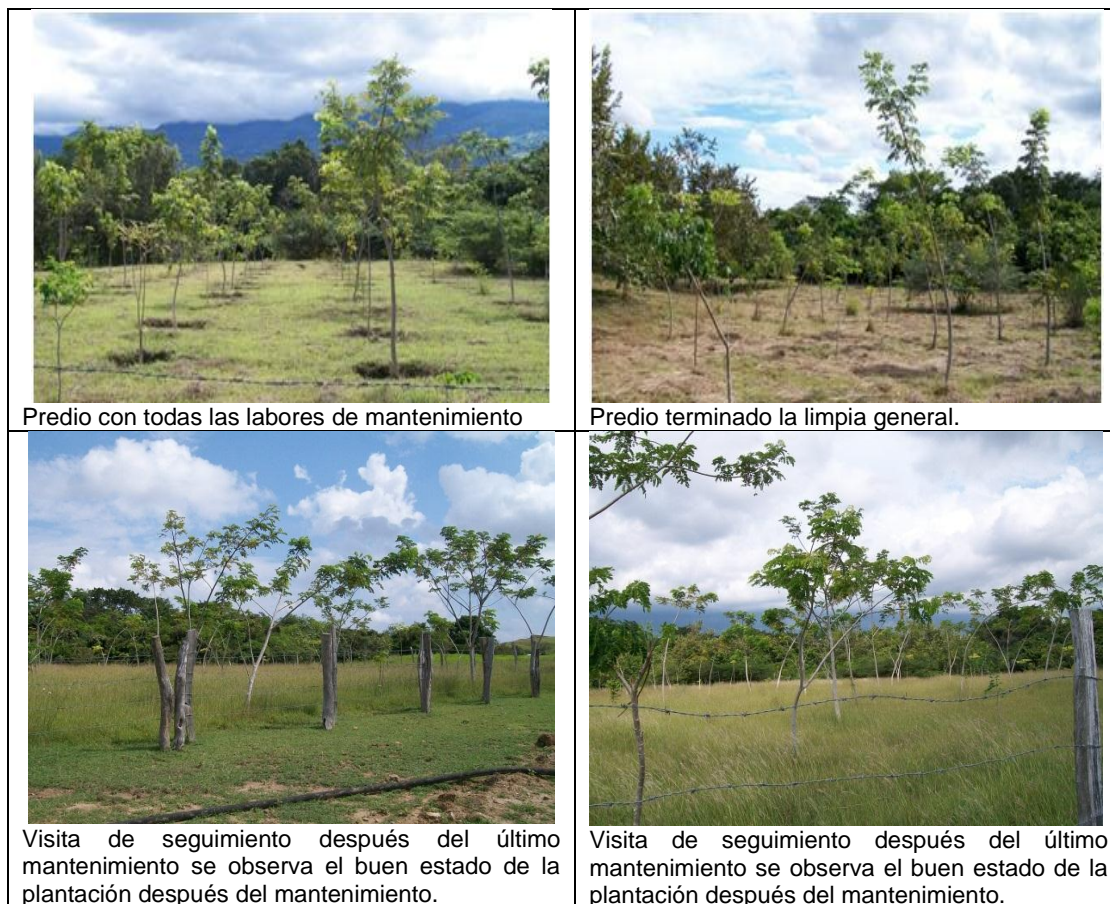 Predio con todas las labores de mantenimiento
Predio terminado la limpia general.
Visita de seguimiento después del último
mantenimiento se observa el buen estado de la
plantación después del mantenimiento.
Visita de seguimiento después del último
mantenimiento se observa el buen estado de la
plantación después del mantenimiento.